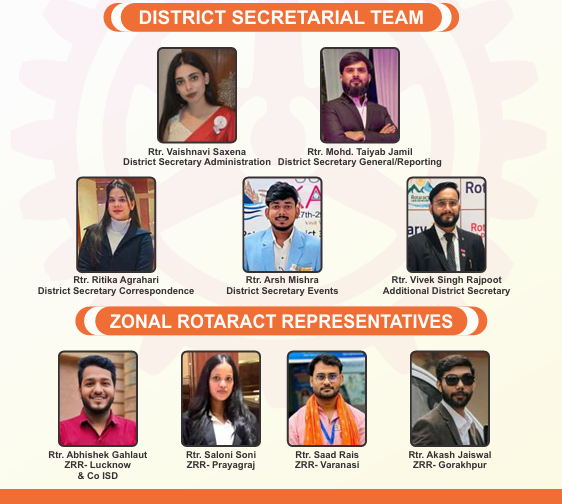 DISTRICT SECRETARIAL TEAM
Rtr. Vaishnavi Saxena
District Secretary Administration
Rtr. Mohd. Taiyab Jamil
District Secretary General/Reporting
Rtr. Ritika Agrahari
District Secretary Correspondence
Rtr. Arsh Mishra
District Secretary Events
Rtr. Vivek Singh Rajpoot
Additional District Secretary
ZONAL ROTARACT REPRESENTATIVES
Rtr. Abhishek Gahlaut
ZRR- Lucknow
& Co ISD
Rtr. Saloni Soni
ZRR- Prayagraj
Rtr. Saad Rais
ZRR- Varanasi
Rtr. Akash Jaiswal
ZRR- Gorakhpur